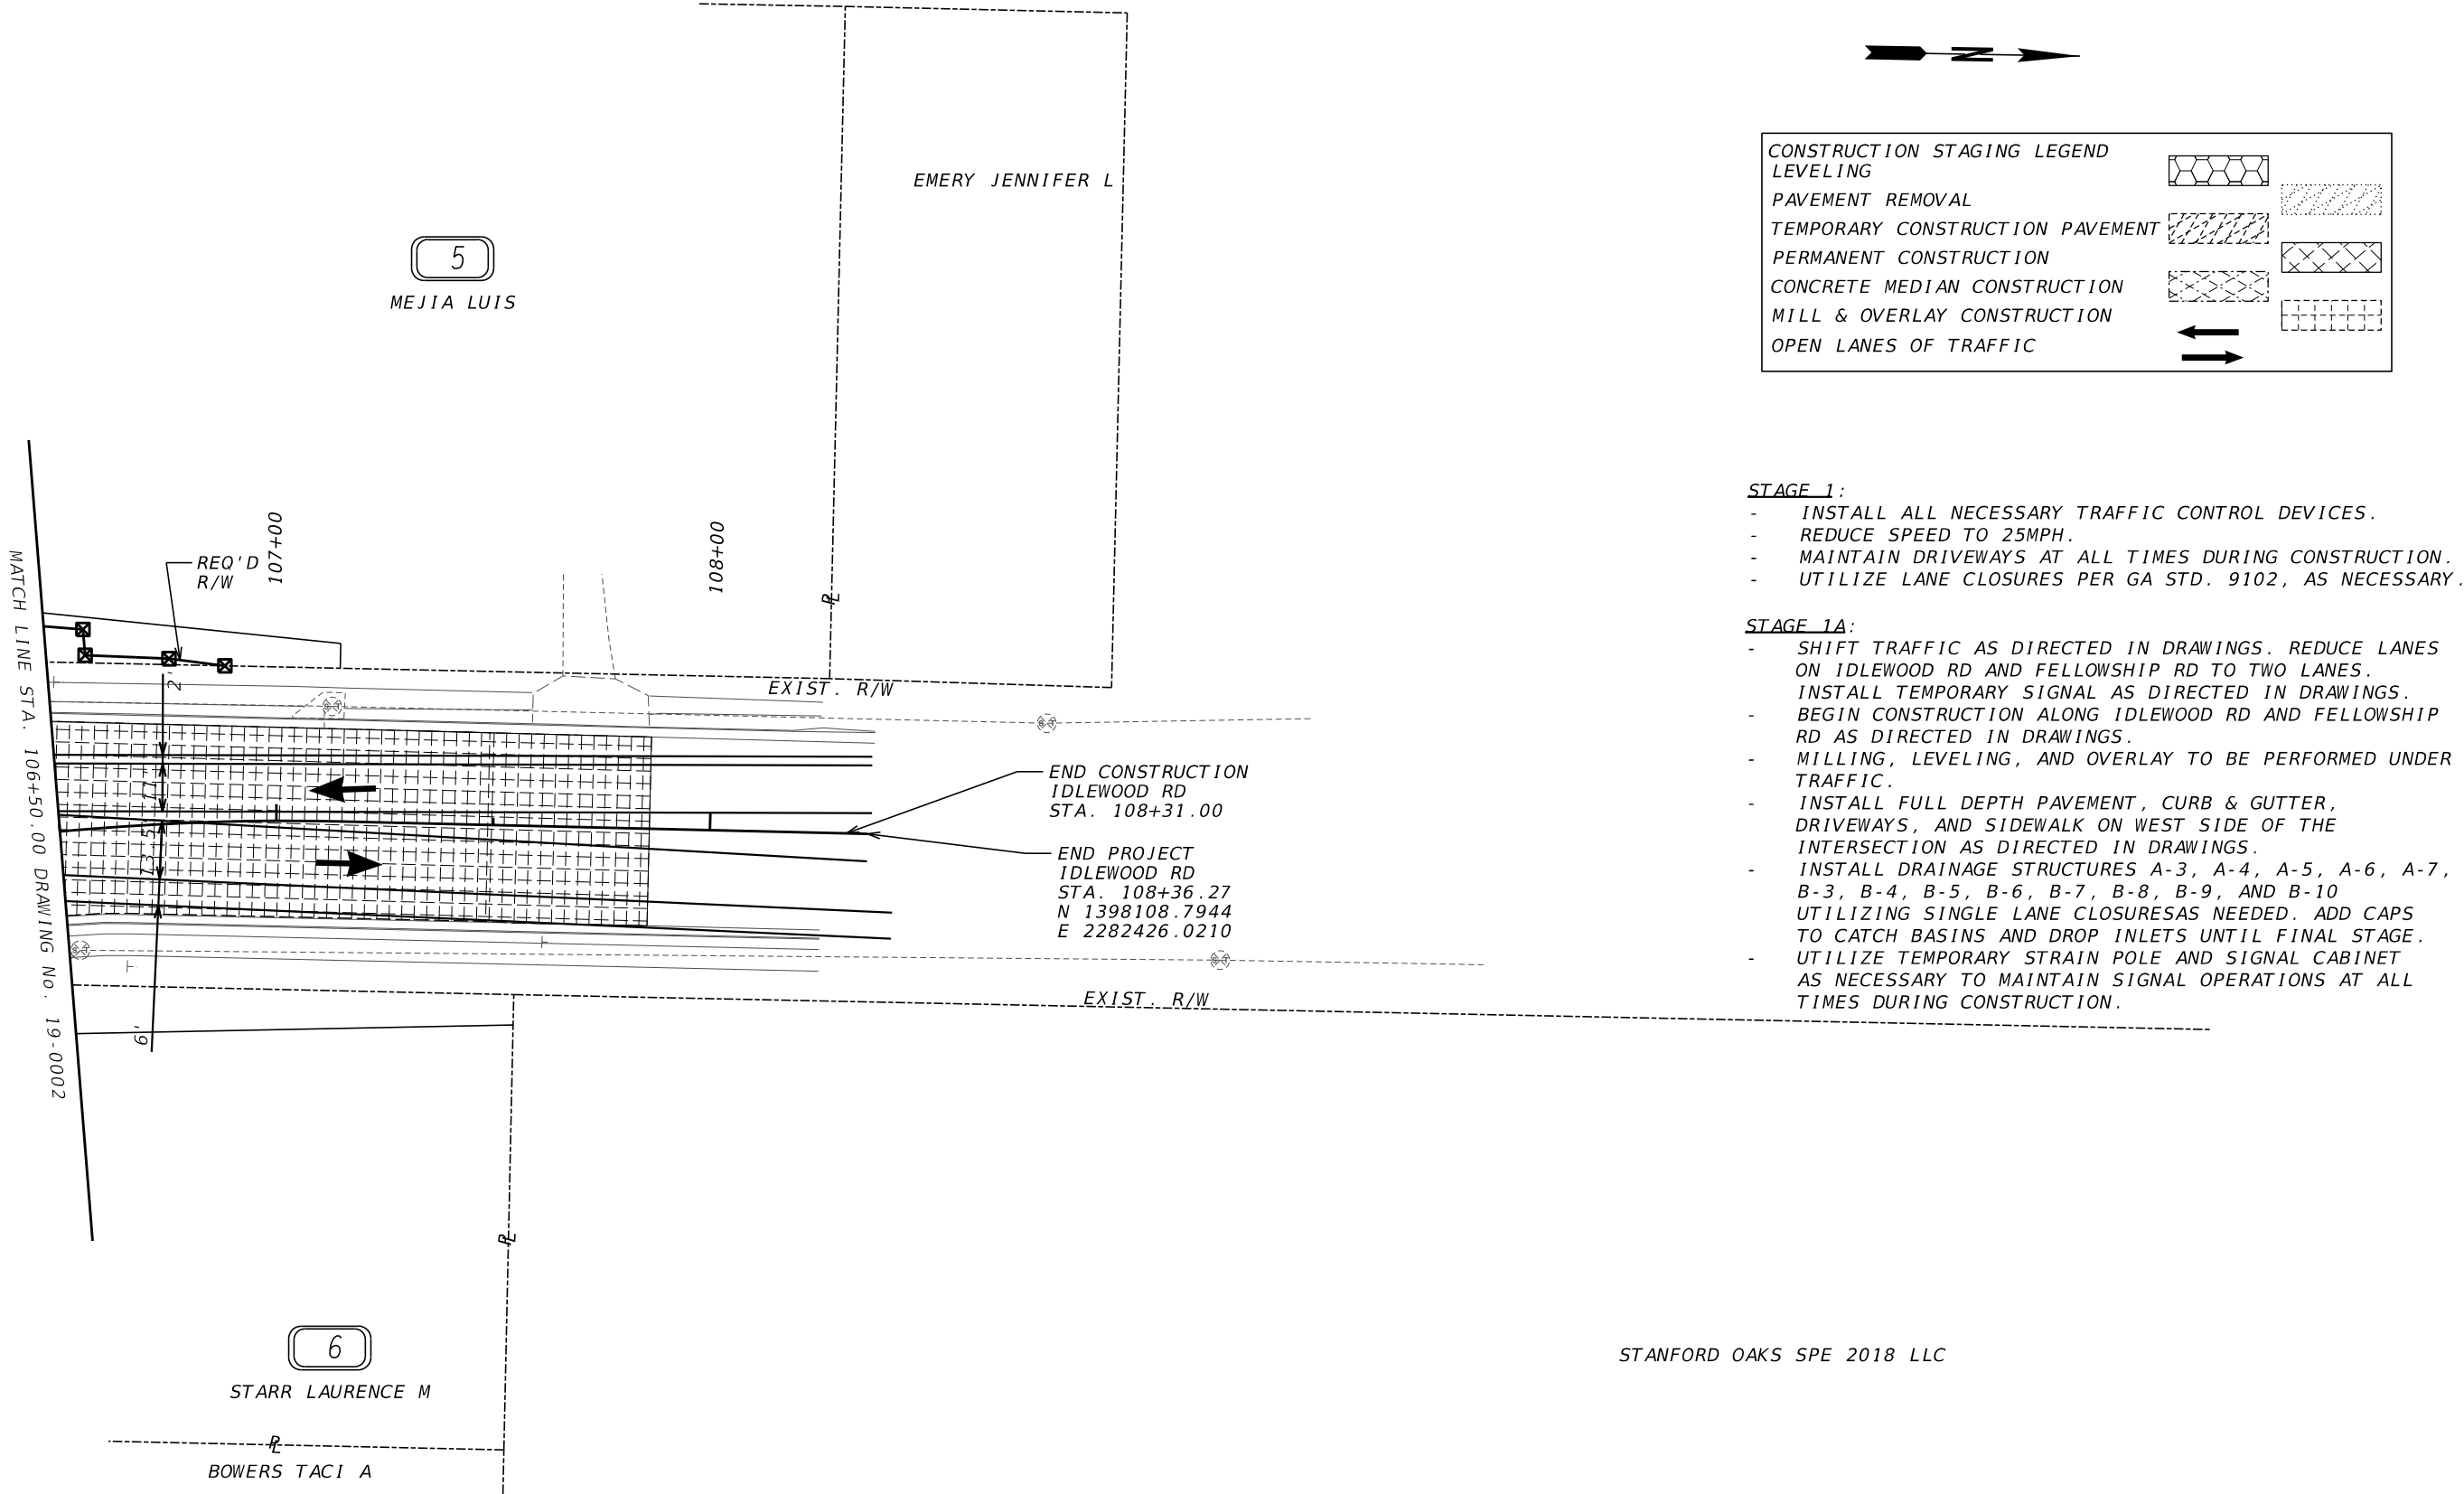 N
CONSTRUCTION STAGING LEGEND
LEVELING
PAVEMENT REMOVAL
TEMPORARY CONSTRUCTION PAVEMENT
PERMANENT CONSTRUCTION
CONCRETE MEDIAN CONSTRUCTION
MILL & OVERLAY CONSTRUCTION
OPEN LANES OF TRAFFIC
EMERY JENNIFER L
5
MEJIA LUIS
STAGE 1:
- INSTALL ALL NECESSARY TRAFFIC CONTROL DEVICES.
- REDUCE SPEED TO 25MPH.
- MAINTAIN DRIVEWAYS AT ALL TIMES DURING CONSTRUCTION.
- UTILIZE LANE CLOSURES PER GA STD. 9102, AS NECESSARY.
STAGE 1A:
- SHIFT TRAFFIC AS DIRECTED IN DRAWINGS. REDUCE LANES
ON IDLEWOOD RD AND FELLOWSHIP RD TO TWO LANES.
INSTALL TEMPORARY SIGNAL AS DIRECTED IN DRAWINGS.
- BEGIN CONSTRUCTION ALONG IDLEWOOD RD AND FELLOWSHIP
RD AS DIRECTED IN DRAWINGS.
- MILLING, LEVELING, AND OVERLAY TO BE PERFORMED UNDER
TRAFFIC.
- INSTALL FULL DEPTH PAVEMENT, CURB & GUTTER,
DRIVEWAYS, AND SIDEWALK ON WEST SIDE OF THE
INTERSECTION AS DIRECTED IN DRAWINGS.
- INSTALL DRAINAGE STRUCTURES A-3, A-4, A-5, A-6, A-7,
B-3, B-4, B-5, B-6, B-7, B-8, B-9, AND B-10
UTILIZING SINGLE LANE CLOSURESAS NEEDED. ADD CAPS
TO CATCH BASINS AND DROP INLETS UNTIL FINAL STAGE.
- UTILIZE TEMPORARY STRAIN POLE AND SIGNAL CABINET
AS NECESSARY TO MAINTAIN SIGNAL OPERATIONS AT ALL
TIMES DURING CONSTRUCTION.
MATCH LINE STA. 106+50.00 DRAWING No. 19-0002
REQ'D
R/W
107+00
108+00
PL
2'
EXIST. R/W
11'
13.5'
6'
END CONSTRUCTION
IDLEWOOD RD
STA. 108+31.00
END PROJECT
IDLEWOOD RD
STA. 108+36.27
N 1398108.7944
E 2282426.0210
EXIST. R/W
PL
6
STARR LAURENCE M
PL
BOWERS TACI A
STANFORD OAKS SPE 2018 LLC